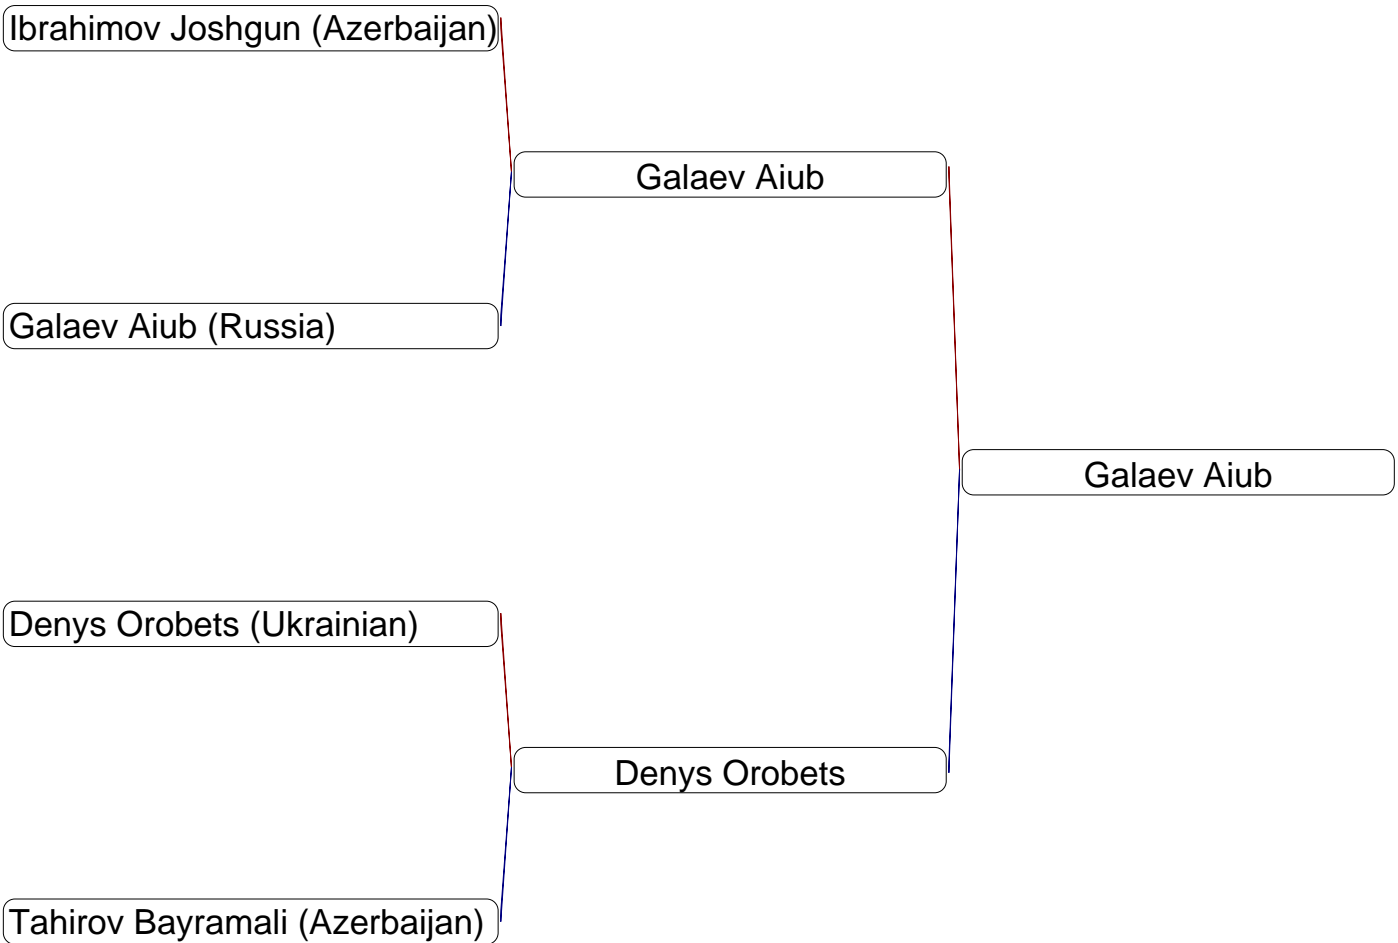 Ibrahimov Joshgun (Azerbaijan)
Galaev Aiub
Galaev Aiub (Russia)
Galaev Aiub
Denys Orobets (Ukrainian)
Denys Orobets
Tahirov Bayramali (Azerbaijan)